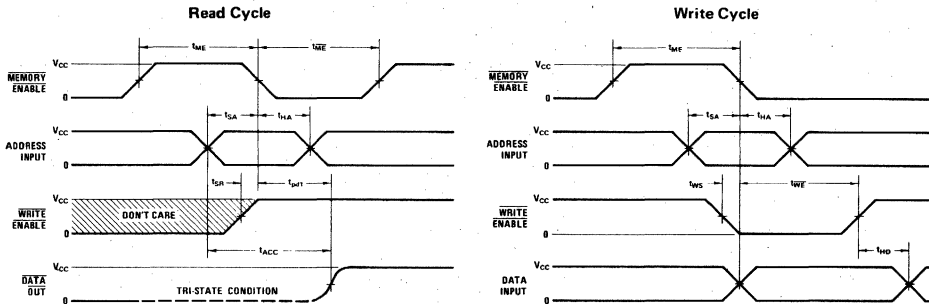 Read Cycle
tME
tME
VCC
MEMORY
ENABLE
0
tSA
tHA
VCC
ADDRESS
INPUT
0
tSR
tpd1
VCC
WRITE
ENABLE
DON'T CARE
0
tACC
VCC
DATA
OUT
TRI-STATE CONDITION
0
Write Cycle
tME
VCC
MEMORY
ENABLE
0
tSA
tHA
VCC
ADDRESS
INPUT
0
tWS
tWE
VCC
WRITE
ENABLE
0
tHD
VCC
DATA
INPUT
0